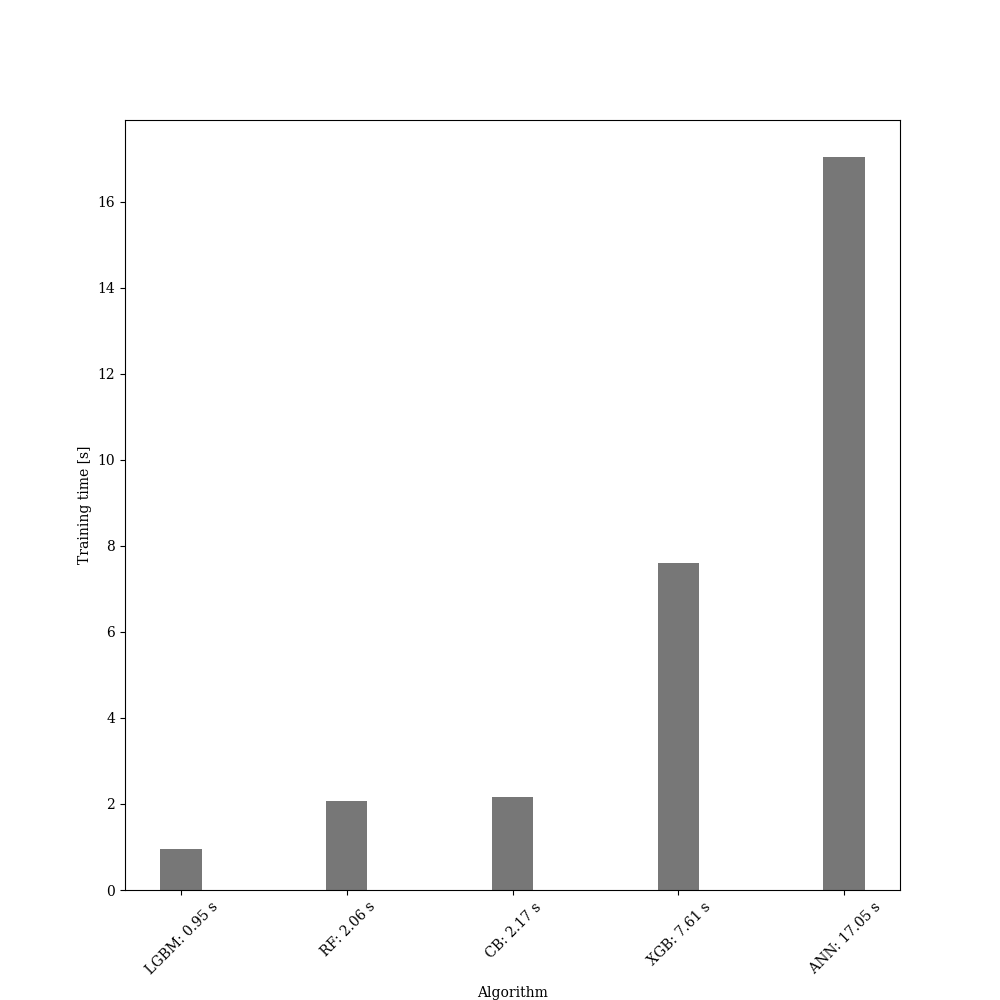 Training time [s]
16
14
12
10
8
6
4
2
0
LGBM: 0.95 s
RF: 2.06 s
CB: 2.17 s
XGB: 7.61 s
ANN: 17.05 s
Algorithm